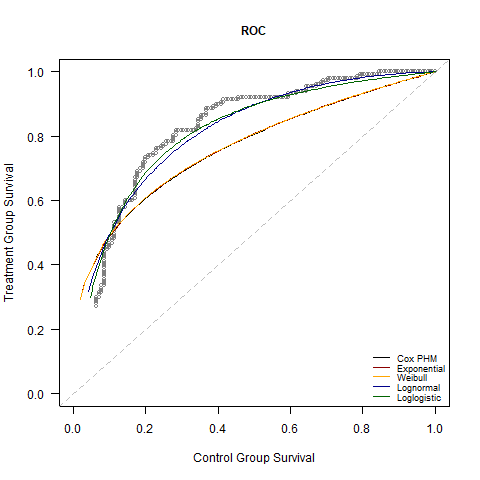 ROC
Treatment Group Survival
1.0
0.8
0.6
0.4
0.2
0.0
0.0 0.2 0.4 0.6 0.8 1.0
Control Group Survival
Cox PHM
Exponential
Weibull
Lognormal
Loglogistic